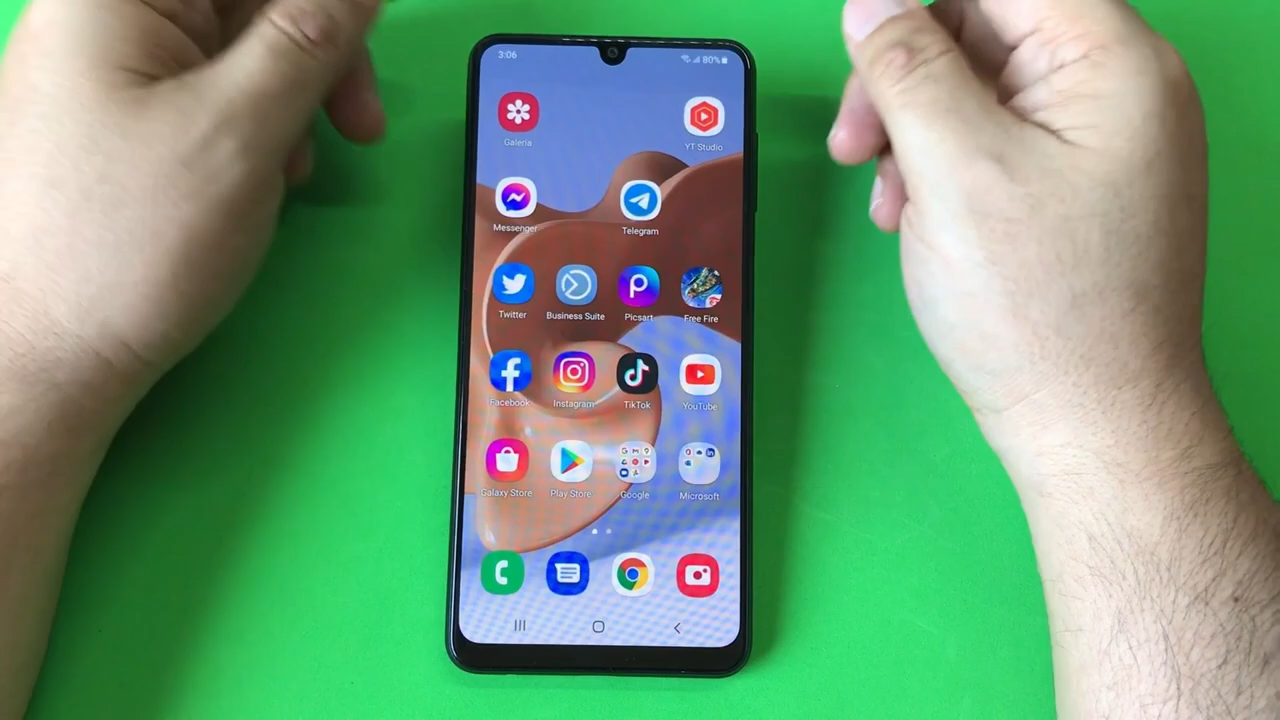 3:06 80%
Galeria YT Studio
Messenger Telegram
Twitter Business Suite Picsart Free Fire
Facebook Instagram TikTok YouTube
Galaxy Store Play Store Google Microsoft